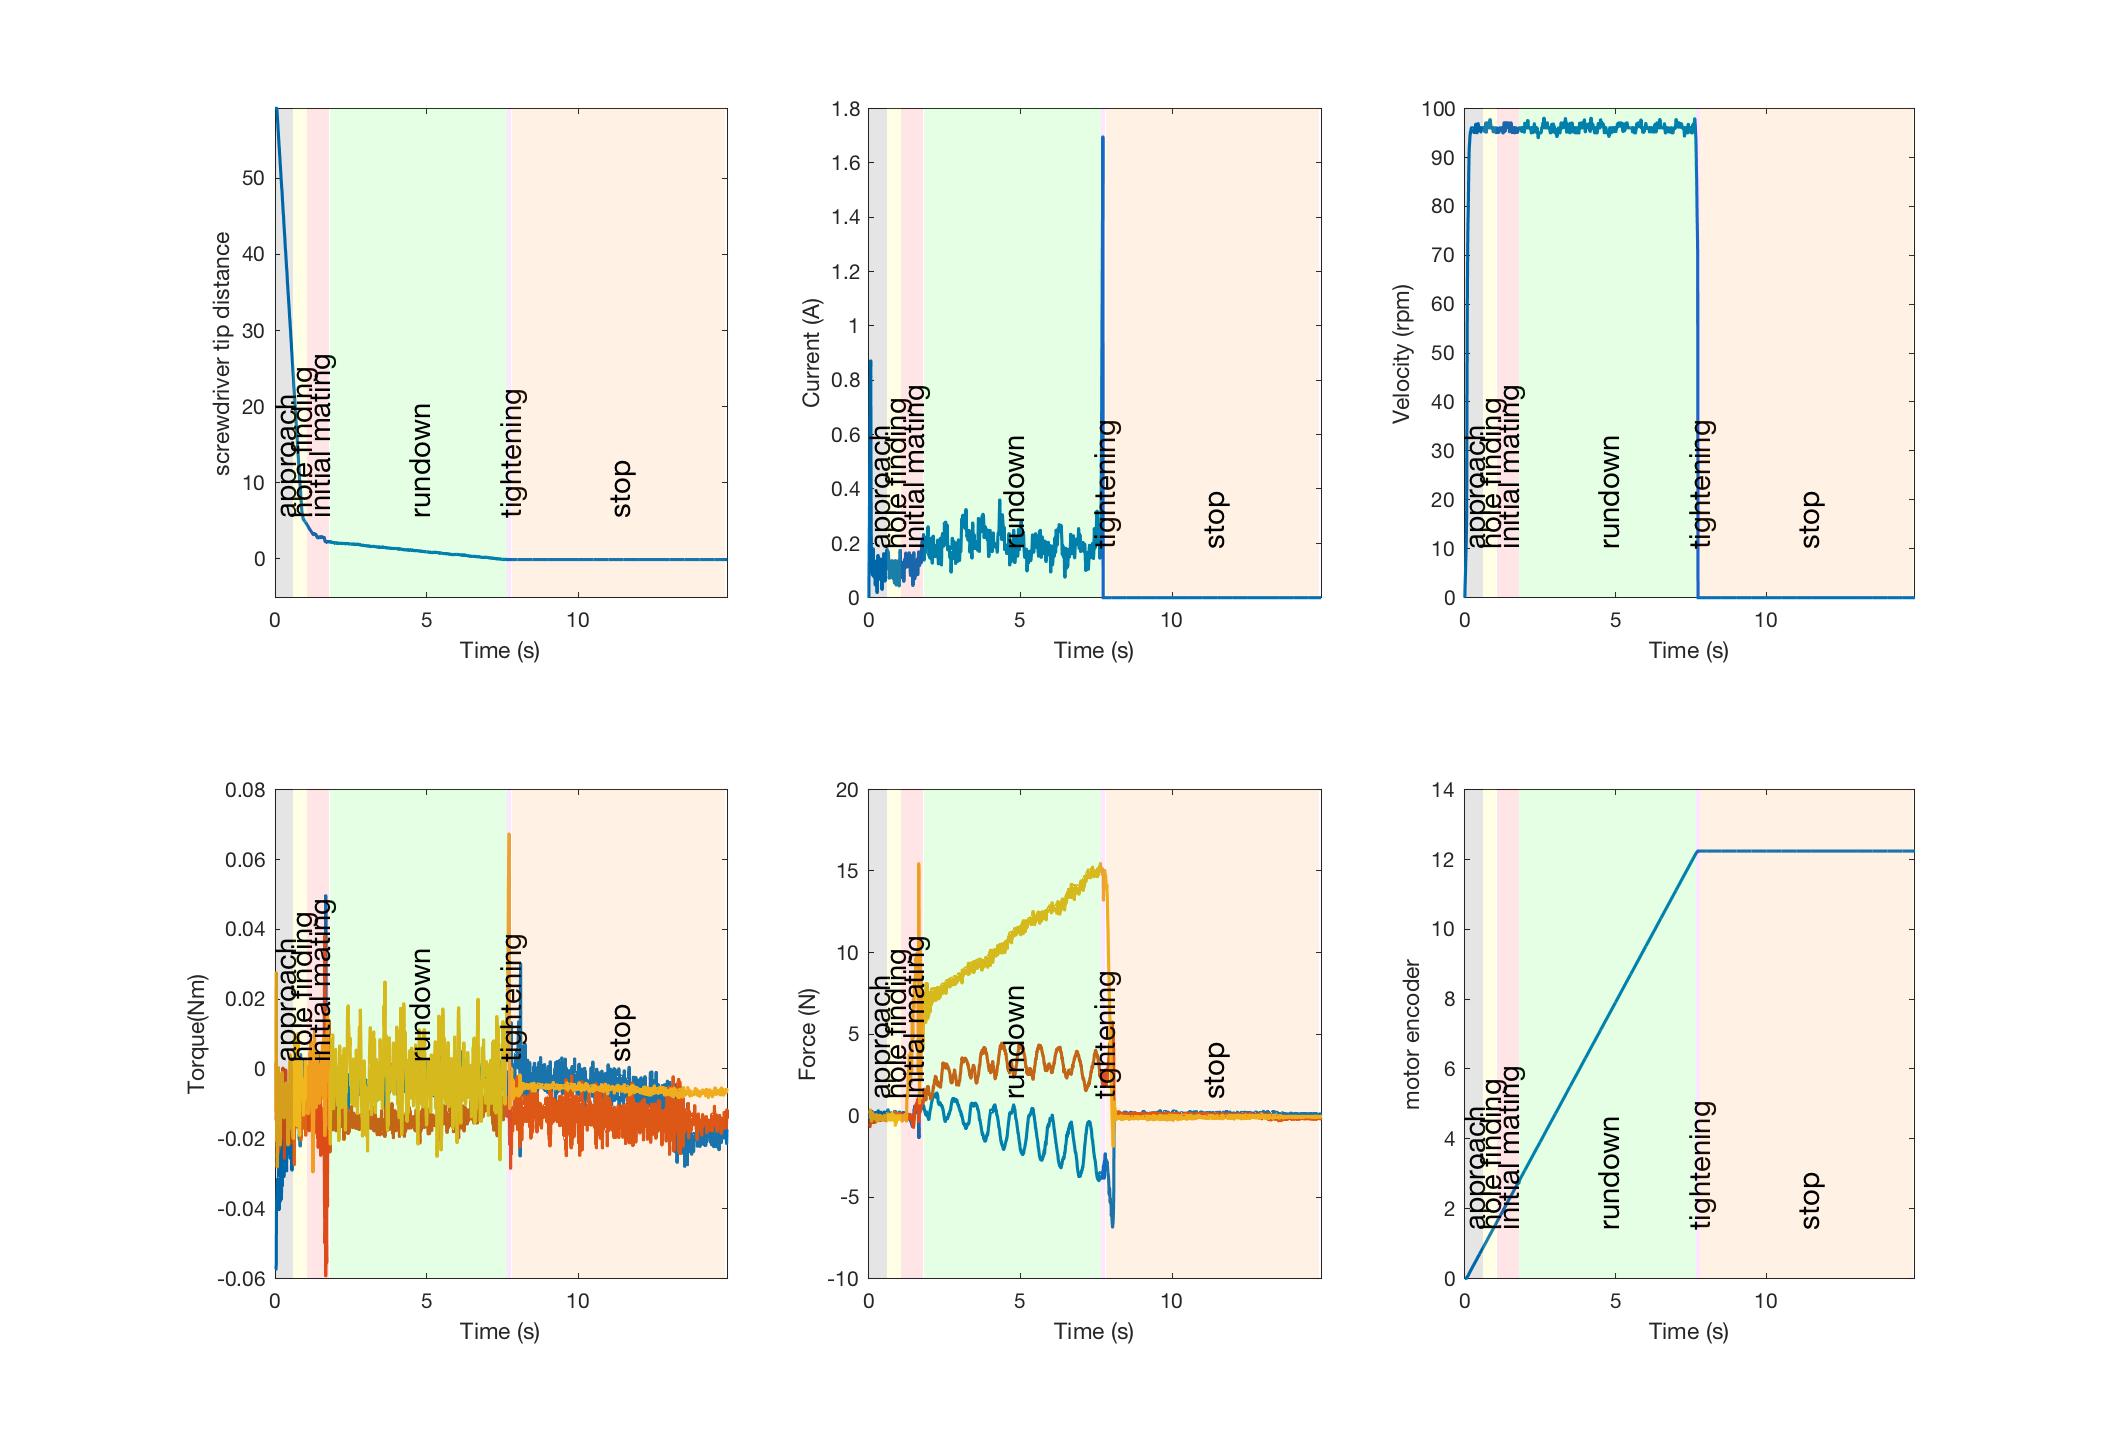 screwdriver tip distance
50
40
30
20
10
0
approach
hole finding
initial mating
rundown
tightening
stop
0 5 10
Time (s)
Current (A)
1.8
1.6
1.4
1.2
1
0.8
0.6
0.4
0.2
0
approach
hole finding
initial mating
rundown
tightening
stop
0 5 10
Time (s)
Velocity (rpm)
100
90
80
70
60
50
40
30
20
10
0
approach
hole finding
initial mating
rundown
tightening
stop
0 5 10
Time (s)
Torque(Nm)
0.08
0.06
0.04
0.02
0
-0.02
-0.04
-0.06
approach
hole finding
initial mating
rundown
tightening
stop
0 5 10
Time (s)
Force (N)
20
15
10
5
0
-5
-10
approach
hole finding
initial mating
rundown
tightening
stop
0 5 10
Time (s)
motor encoder
14
12
10
8
6
4
2
0
approach
hole finding
initial mating
rundown
tightening
stop
0 5 10
Time (s)